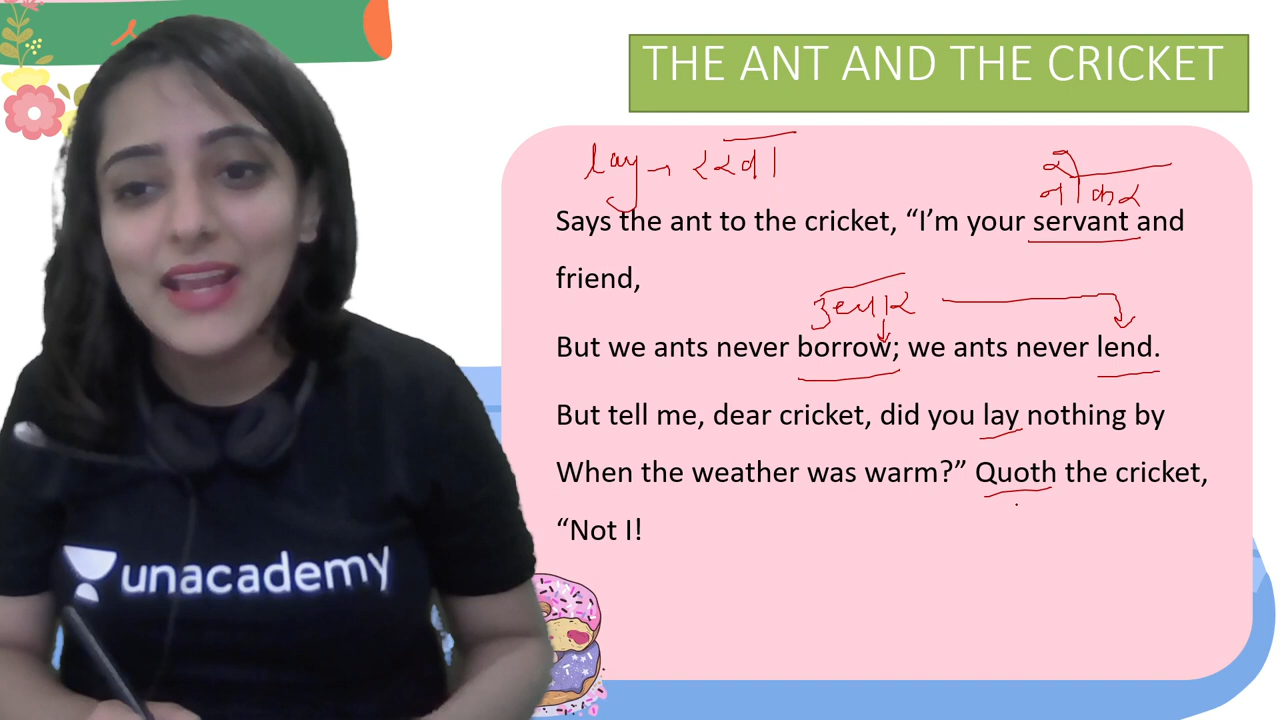 THE ANT AND THE CRICKET
lay → रखना
नौकर
Says the ant to the cricket, “I’m your servant and
friend,
उधार
But we ants never borrow; we ants never lend.
But tell me, dear cricket, did you lay nothing by
When the weather was warm?” Quoth the cricket,
“Not I!
unacademy